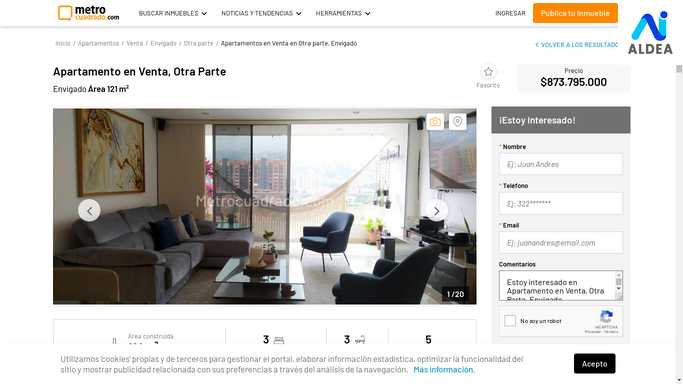 metro
cuadrado.com
BUSCAR INMUEBLES
NOTICIAS Y TENDENCIAS
HERRAMIENTAS
INGRESAR
Publica tu Inmueble
ALDEA
Inicio / Apartamentos / Venta / Envigado / Otra parte / Apartamentos en Venta en Otra parte, Envigado
VOLVER A LOS RESULTADO
Apartamento en Venta, Otra Parte
Envigado Área 121 m²
Favorito
Precio
$873.795.000
Metrocuadrado.com
1 / 20
¡Estoy Interesado!
* Nombre
Ej: Juan Andres
* Teléfono
Ej: 322*******
* Email
Ej: juanandres@email.com
Comentarios
Estoy interesado en
Apartamento en Venta, Otra
Parte, Envigado
No soy un robot
reCAPTCHA
Privacidad - Términos
Área construida
3
3
5
Utilizamos 'cookies' propias y de terceros para gestionar el portal, elaborar información estadística, optimizar la funcionalidad del
sitio y mostrar publicidad relacionada con sus preferencias a través del análisis de la navegación. Más información.
Acepto